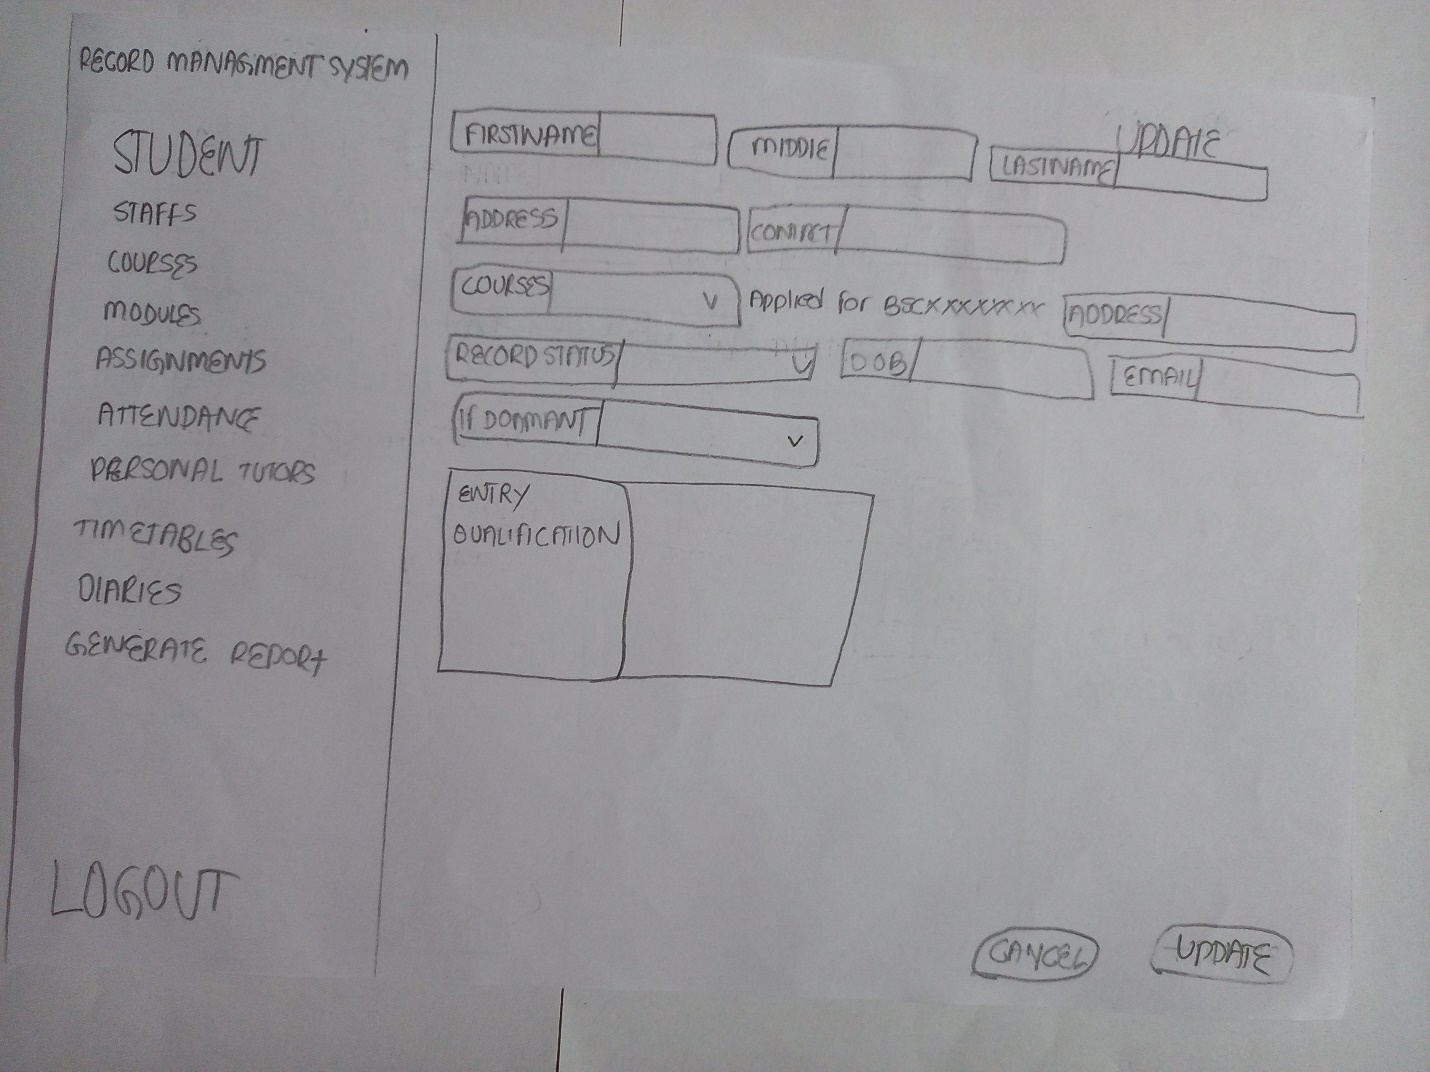 RECORD MANAGMENT SYSTEM
STUDENT
STAFFS
COURSES
MODULES
ASSIGNMENTS
ATTENDANCE
PERSONAL TUTORS
TIMETABLES
DIARIES
GENERATE REPORT
LOGOUT
UPDATE
FIRSTNAME MIDDLE LASTNAME
ADDRESS CONTACT
COURSES Applied for BSCXXXXXXXX ADDRESS
RECORD STATUS DOB EMAIL
If DORMANT
ENTRY
QUALIFICATION
CANCEL UPDATE